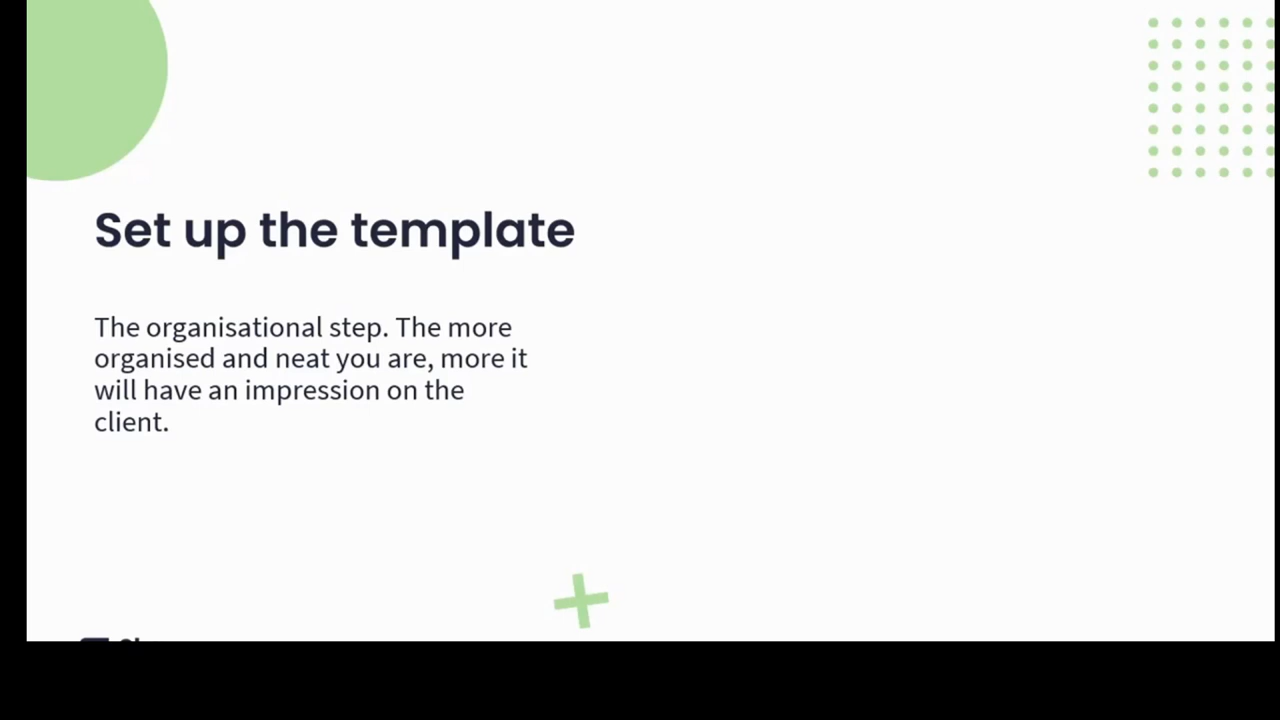 Set up the template
The organisational step. The more
organised and neat you are, more it
will have an impression on the
client.